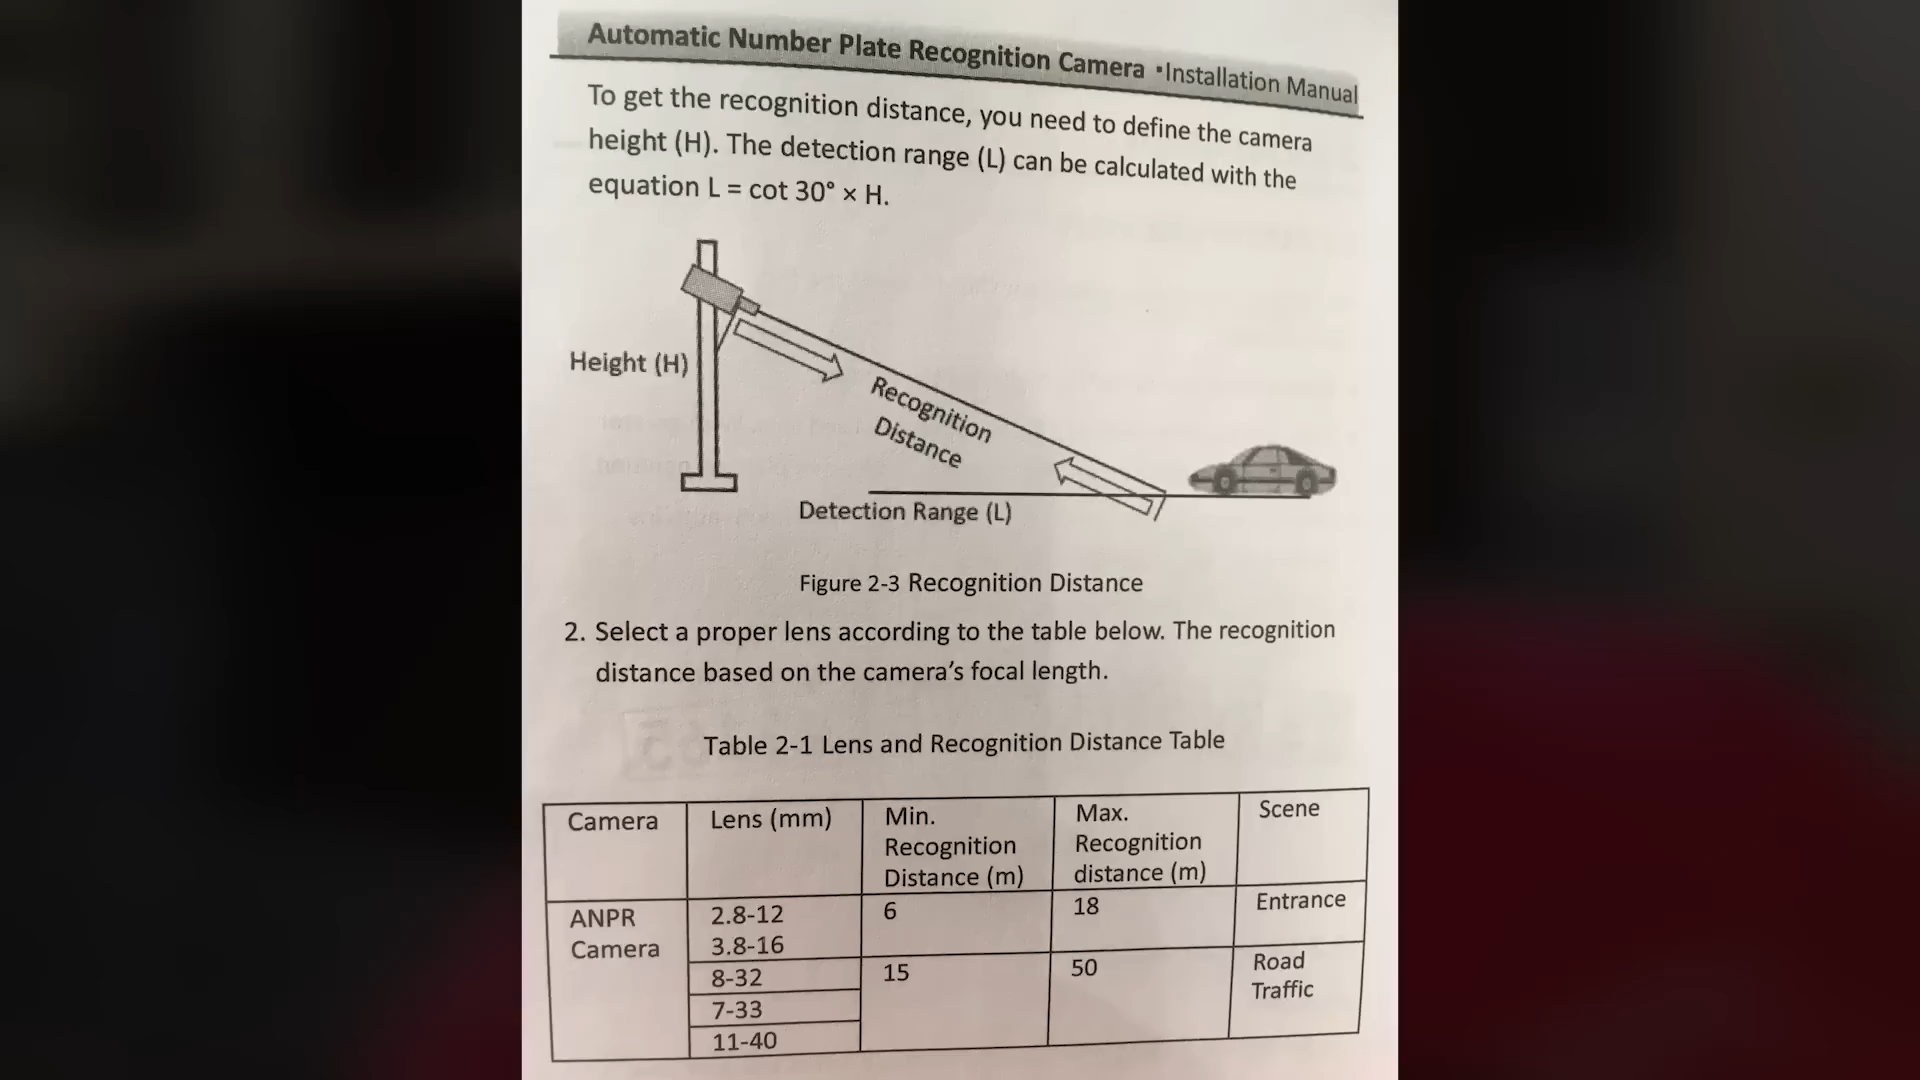 Automatic Number Plate Recognition Camera ·Installation Manual
To get the recognition distance, you need to define the camera
height (H). The detection range (L) can be calculated with the
equation L = cot 30° × H.
Height (H)
Recognition
Distance
Detection Range (L)
Figure 2-3 Recognition Distance
2. Select a proper lens according to the table below. The recognition
distance based on the camera's focal length.
Table 2-1 Lens and Recognition Distance Table
Camera Lens (mm) Min. Recognition Distance (m) Max. Recognition distance (m) Scene
ANPR Camera 2.8-12 6 18 Entrance
3.8-16
8-32 15 50 Road Traffic
7-33
11-40